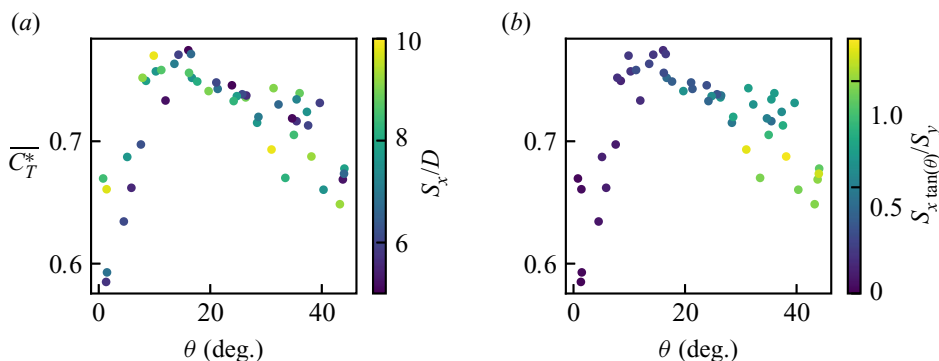 (a)
(b)
10
8
6
S_x/D
1.0
0.5
0
S_x tan(θ)/S_y
0.7
0.6
\overline{C_T^*}
0 20 40
0 20 40
θ (deg.)
θ (deg.)